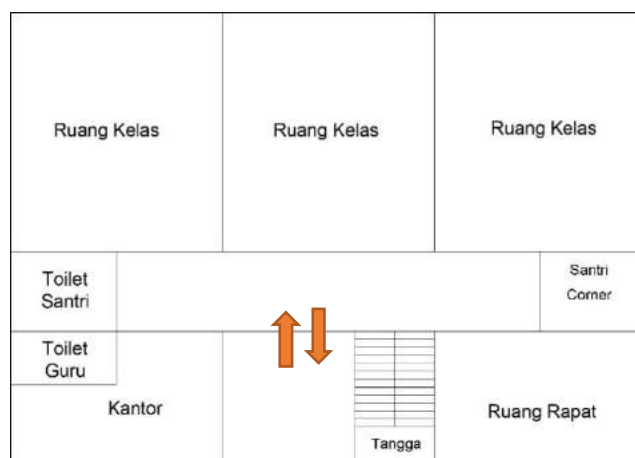 Ruang Kelas
Ruang Kelas
Ruang Kelas
Toilet
Santri
Santri
Corner
Toilet
Guru
Kantor
Tangga
Ruang Rapat